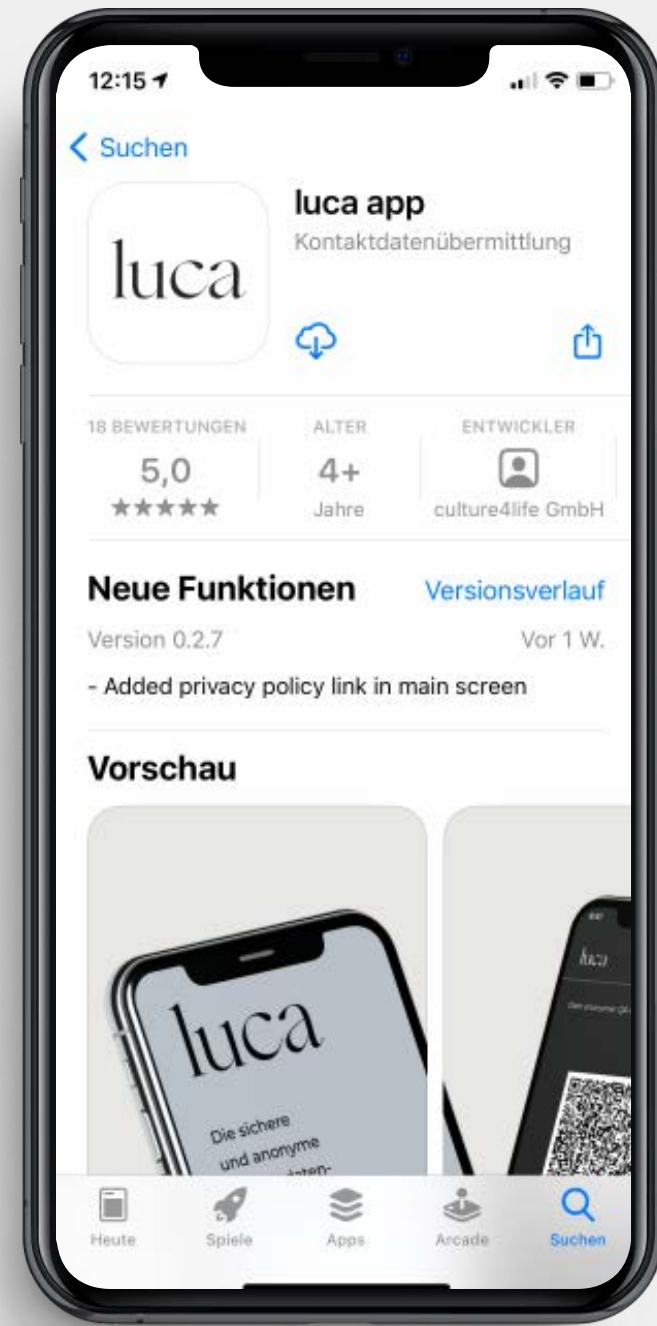 12:15
Suchen
luca
luca app
Kontaktdatenübermittlung
18 BEWERTUNGEN
5,0
★★★★★
ALTER
4+
Jahre
ENTWICKLER
culture4life GmbH
Neue Funktionen
Versionsverlauf
Version 0.2.7
Vor 1 W.
- Added privacy policy link in main screen
Vorschau
luca
Die sichere
und anonyme
luca
Heute
Spiele
Apps
Arcade
Suchen